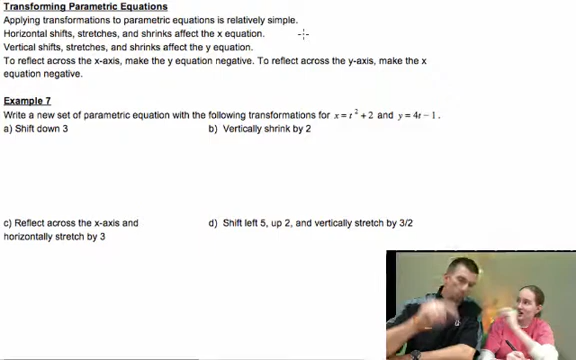 Transforming Parametric Equations
Applying transformations to parametric equations is relatively simple.
Horizontal shifts, stretches, and shrinks affect the x equation.
Vertical shifts, stretches, and shrinks affect the y equation.
To reflect across the x-axis, make the y equation negative. To reflect across the y-axis, make the x
equation negative.
Example 7
Write a new set of parametric equation with the following transformations for x = t² + 2 and y = 4t − 1.
a) Shift down 3 b) Vertically shrink by 2
c) Reflect across the x-axis and d) Shift left 5, up 2, and vertically stretch by 3/2
horizontally stretch by 3